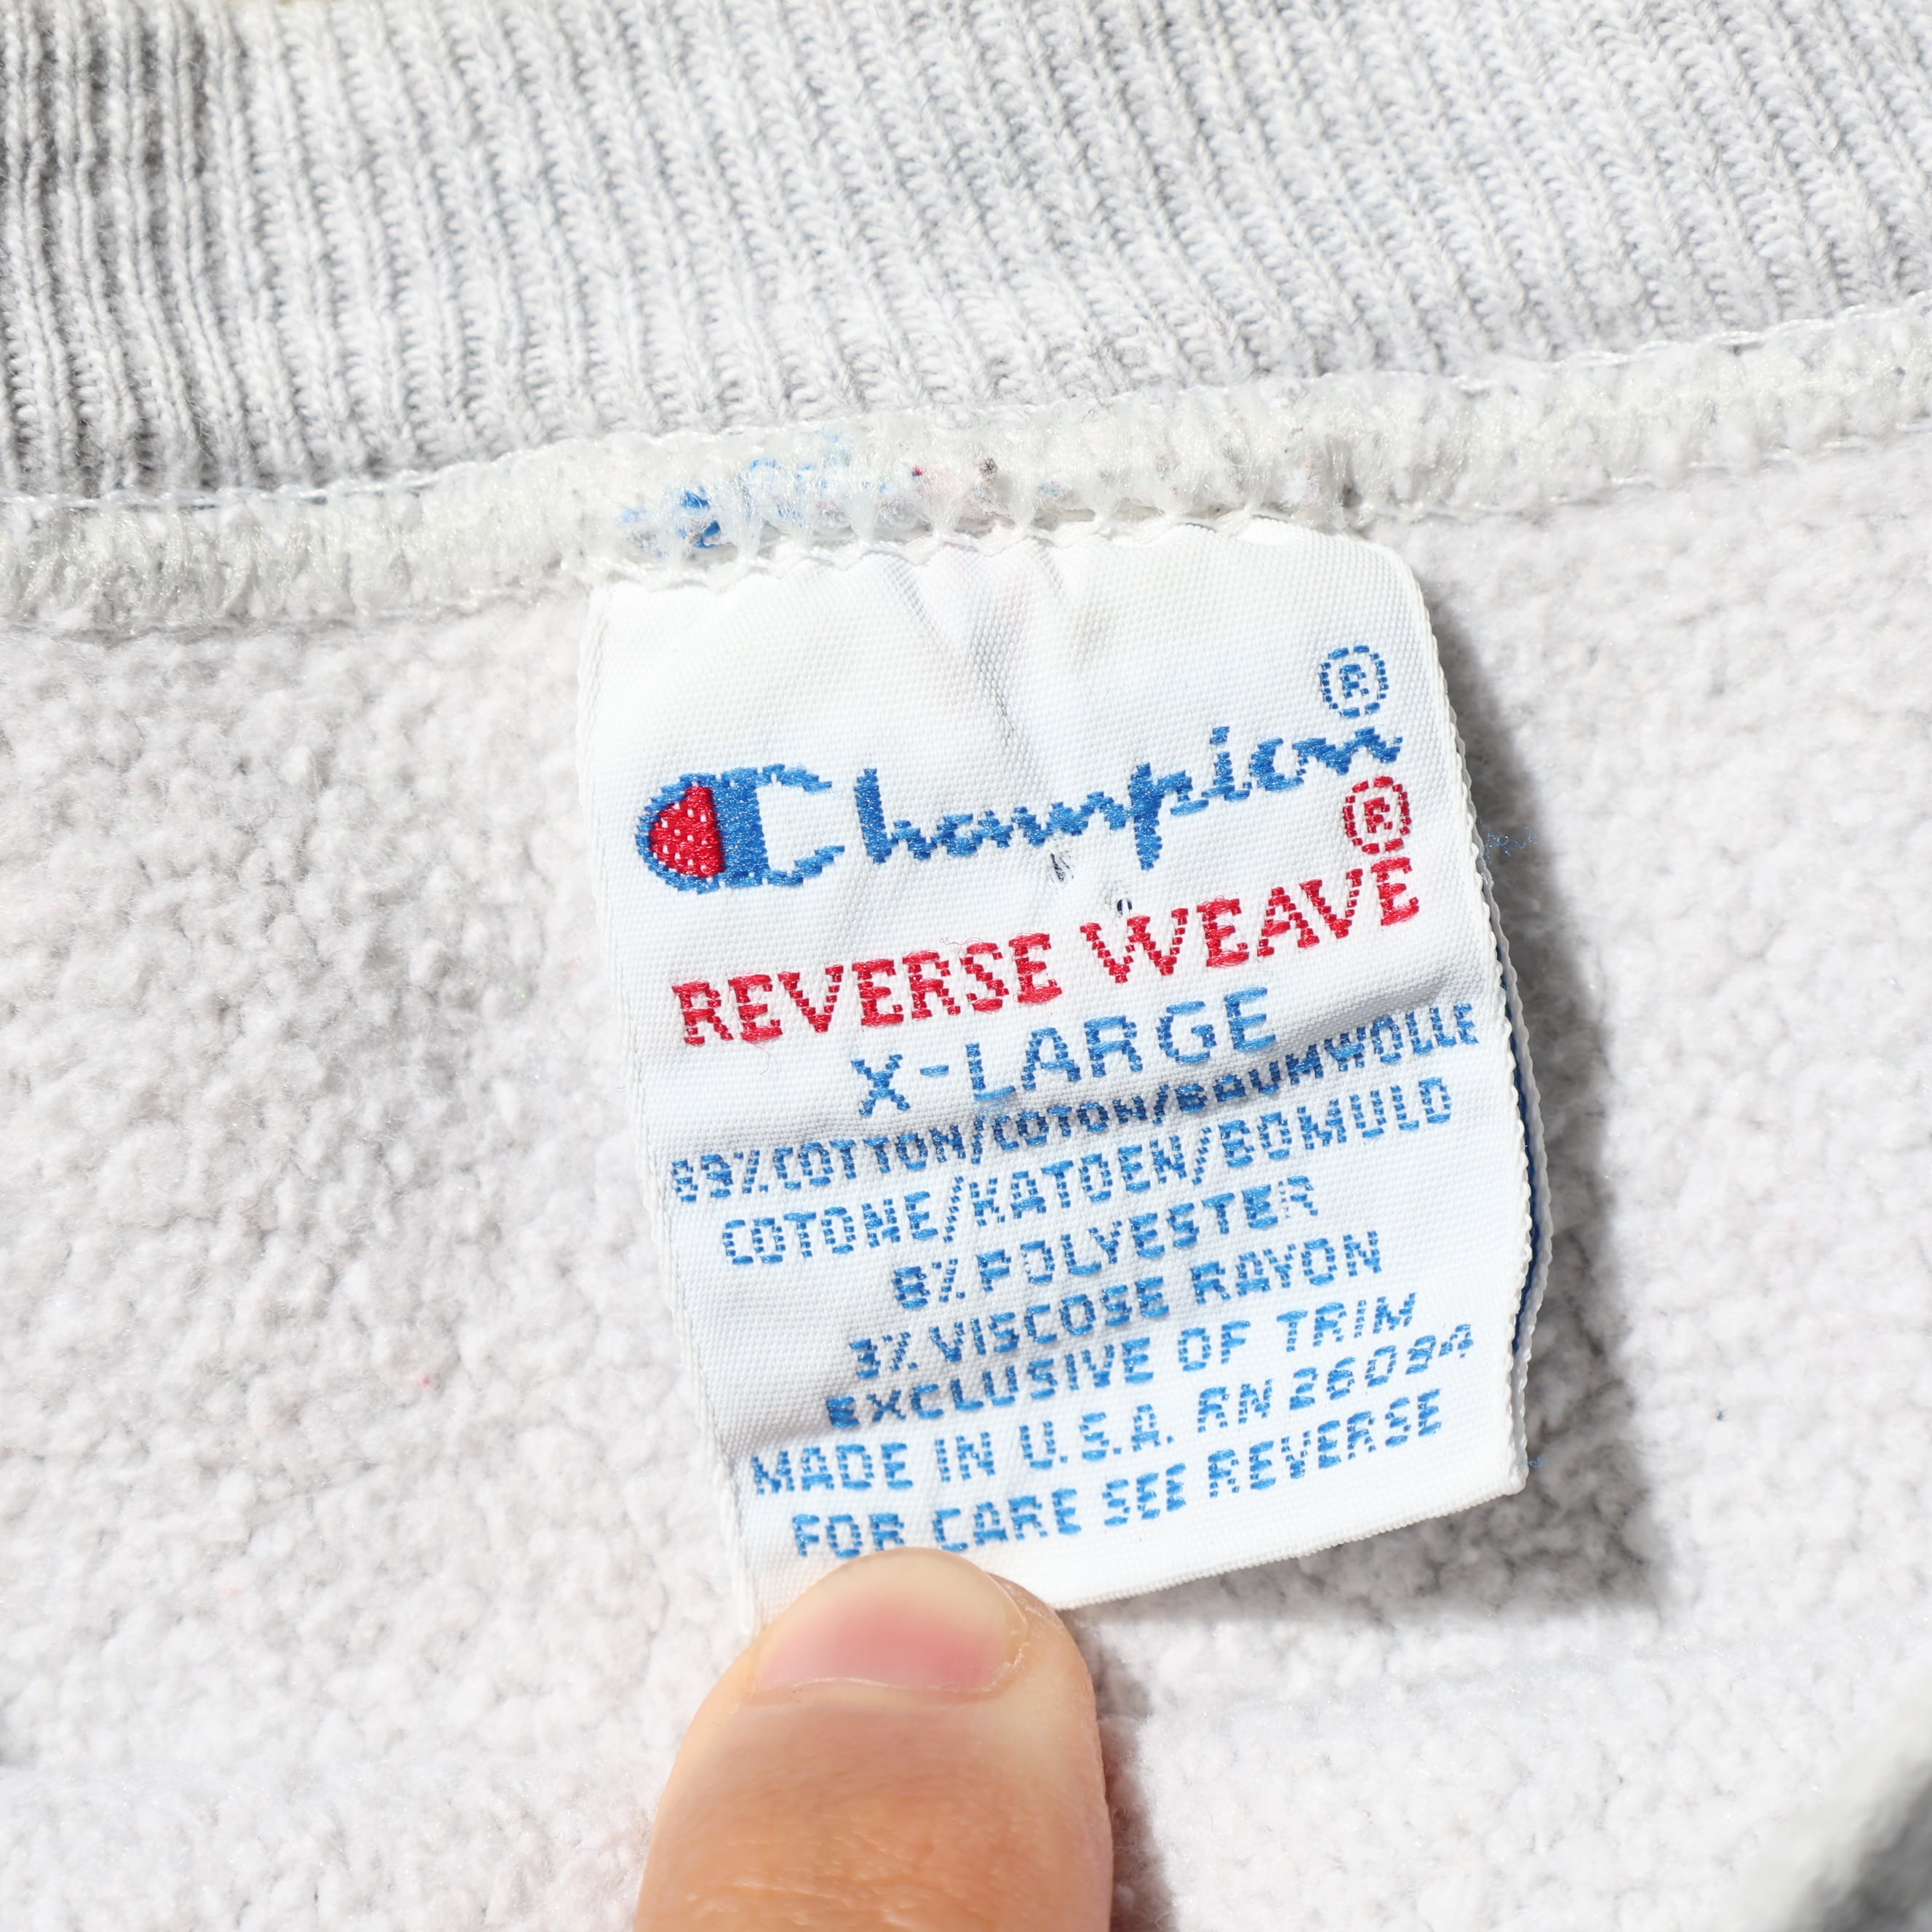 Champion®
REVERSE WEAVE®
X-LARGE
89% COTTON/COTON/BAUMWOLLE
COTONE/KATOEN/BOMULD
8% POLYESTER
3% VISCOSE RAYON
EXCLUSIVE OF TRIM
MADE IN U.S.A. RN 26094
FOR CARE SEE REVERSE